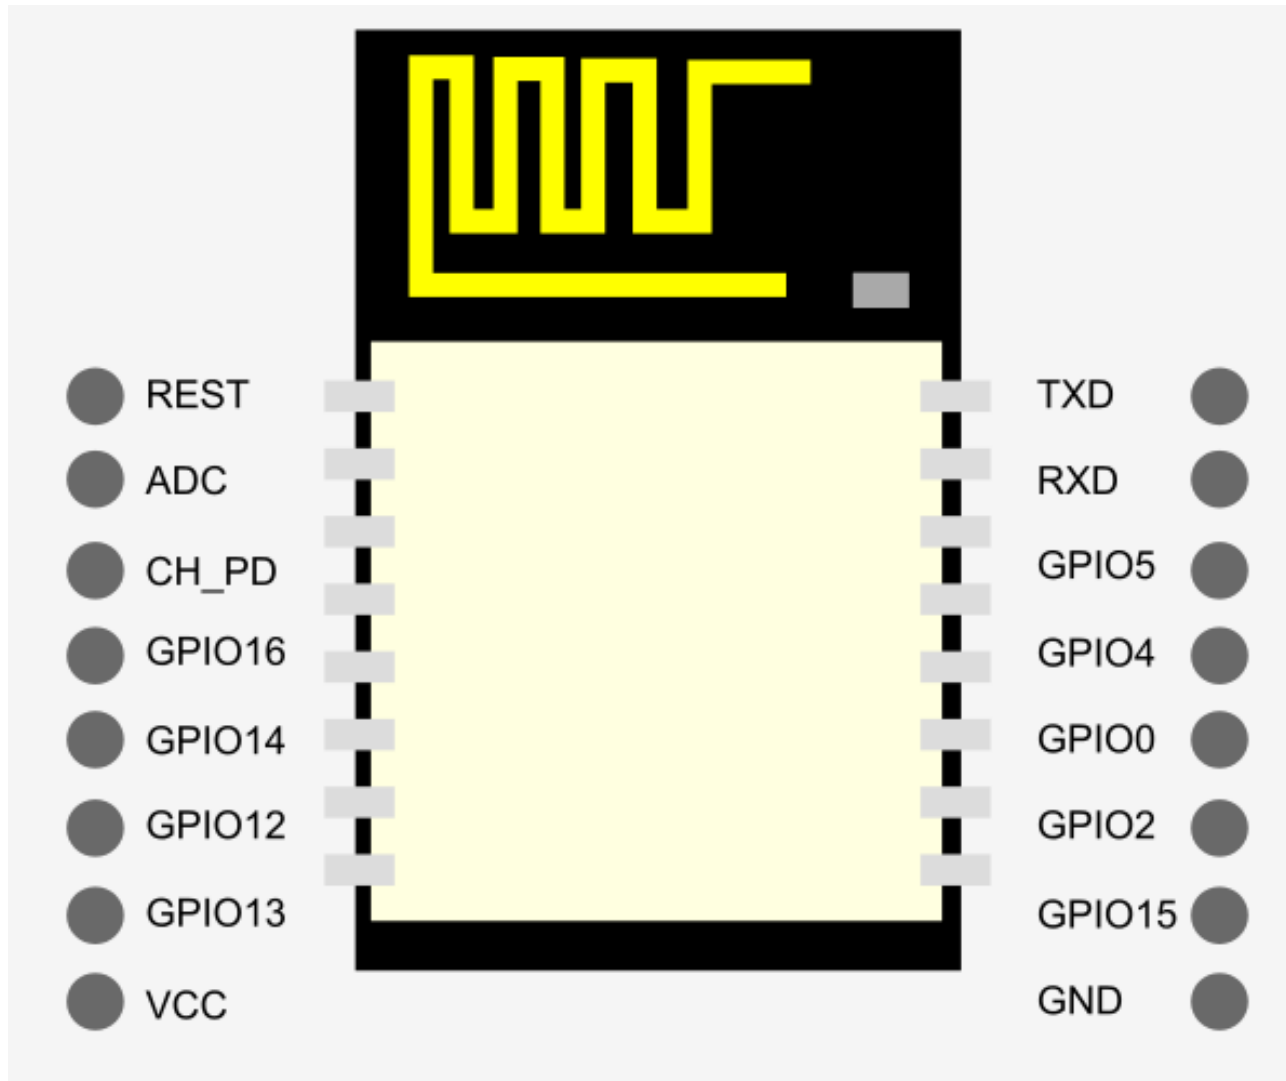 REST
ADC
CH_PD
GPIO16
GPIO14
GPIO12
GPIO13
VCC
TXD
RXD
GPIO5
GPIO4
GPIO0
GPIO2
GPIO15
GND